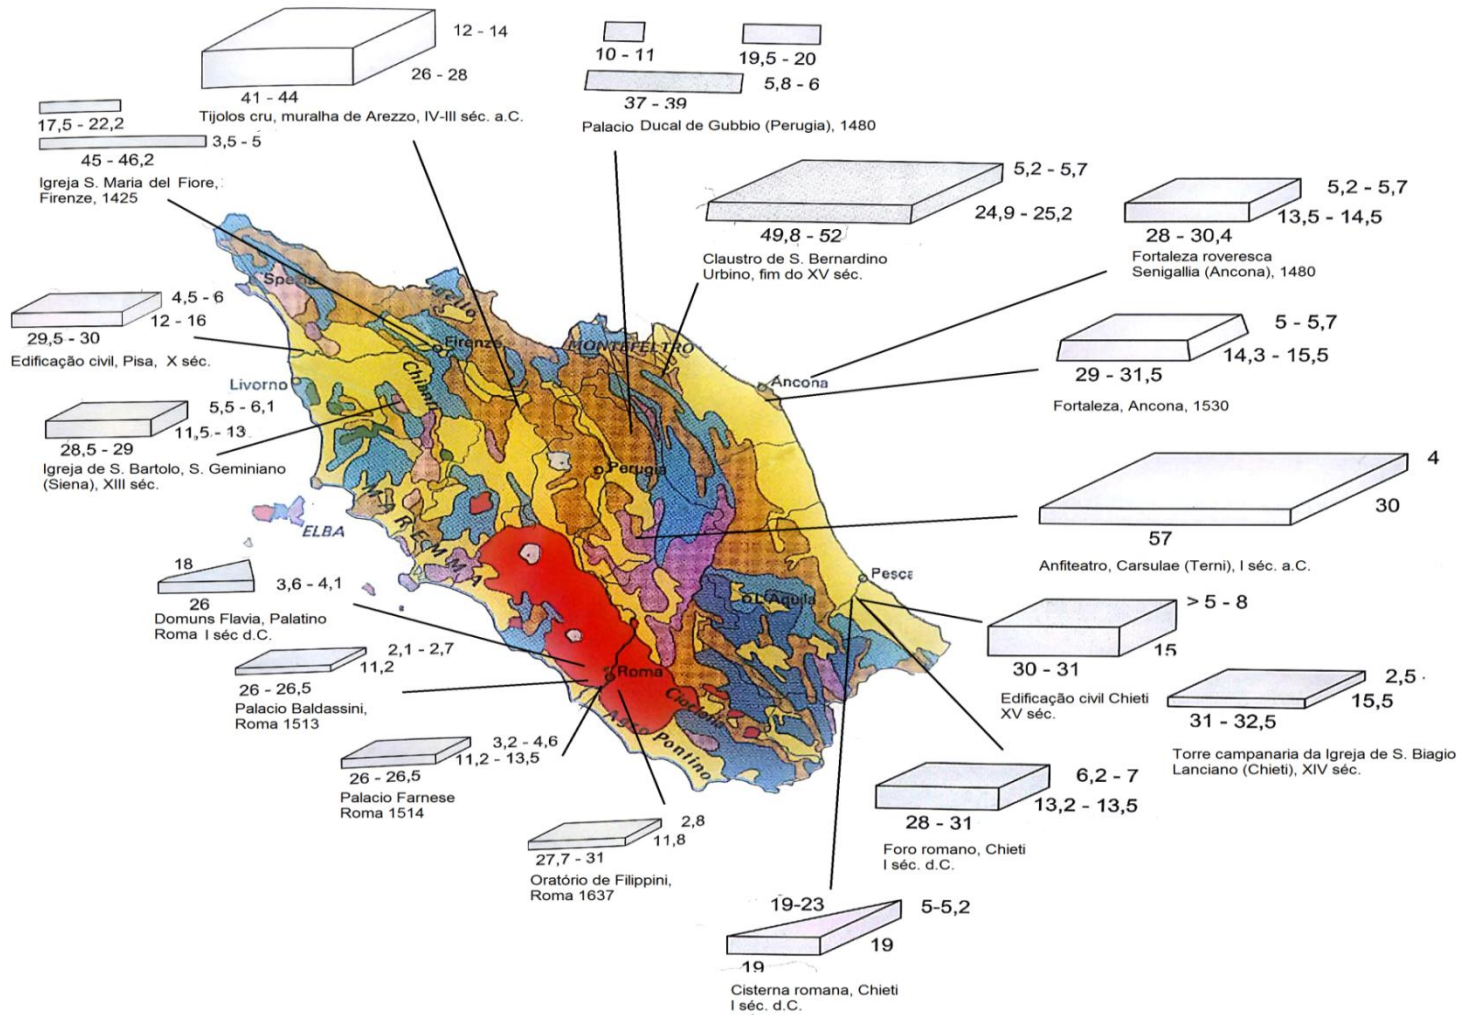 12 - 14
26 - 28
41 - 44
Tijolos cru, muralha de Arezzo, IV-III séc. a.C.
10 - 11
19,5 - 20
5,8 - 6
37 - 39
Palacio Ducal de Gubbio (Perugia), 1480
17,5 - 22,2
3,5 - 5
45 - 46,2
Igreja S. Maria del Fiore,
Firenze, 1425
5,2 - 5,7
24,9 - 25,2
49,8 - 52
Claustro de S. Bernardino
Urbino, fim do XV séc.
5,2 - 5,7
13,5 - 14,5
28 - 30,4
Fortaleza roveresca
Senigallia (Ancona), 1480
4,5 - 6
12 - 16
29,5 - 30
Edificação civil, Pisa, X séc.
5 - 5,7
14,3 - 15,5
29 - 31,5
Fortaleza, Ancona, 1530
5,5 - 6,1
11,5 - 13
28,5 - 29
Igreja de S. Bartolo, S. Geminiano
(Siena), XIII séc.
4
30
57
Anfiteatro, Carsulae (Terni), I séc. a.C.
Firenze
MONTEFELTRO
Livorno
Ancona
Perugia
MAREMMA
ELBA
Pesca
L'Aquila
Roma
Ciociaria
Agro Pontino
18
3,6 - 4,1
26
Domuns Flavia, Palatino
Roma I séc d.C.
2,1 - 2,7
11,2
26 - 26,5
Palacio Baldassini,
Roma 1513
3,2 - 4,6
11,2 - 13,5
26 - 26,5
Palacio Farnese
Roma 1514
2,8
11,8
27,7 - 31
Oratório de Filippini,
Roma 1637
> 5 - 8
15
30 - 31
Edificação civil Chieti
XV séc.
2,5
15,5
31 - 32,5
Torre campanaria da Igreja de S. Biagio
Lanciano (Chieti), XIV séc.
6,2 - 7
13,2 - 13,5
28 - 31
Foro romano, Chieti
I séc. d.C.
19-23
5-5,2
19
19
Cisterna romana, Chieti
I séc. d.C.